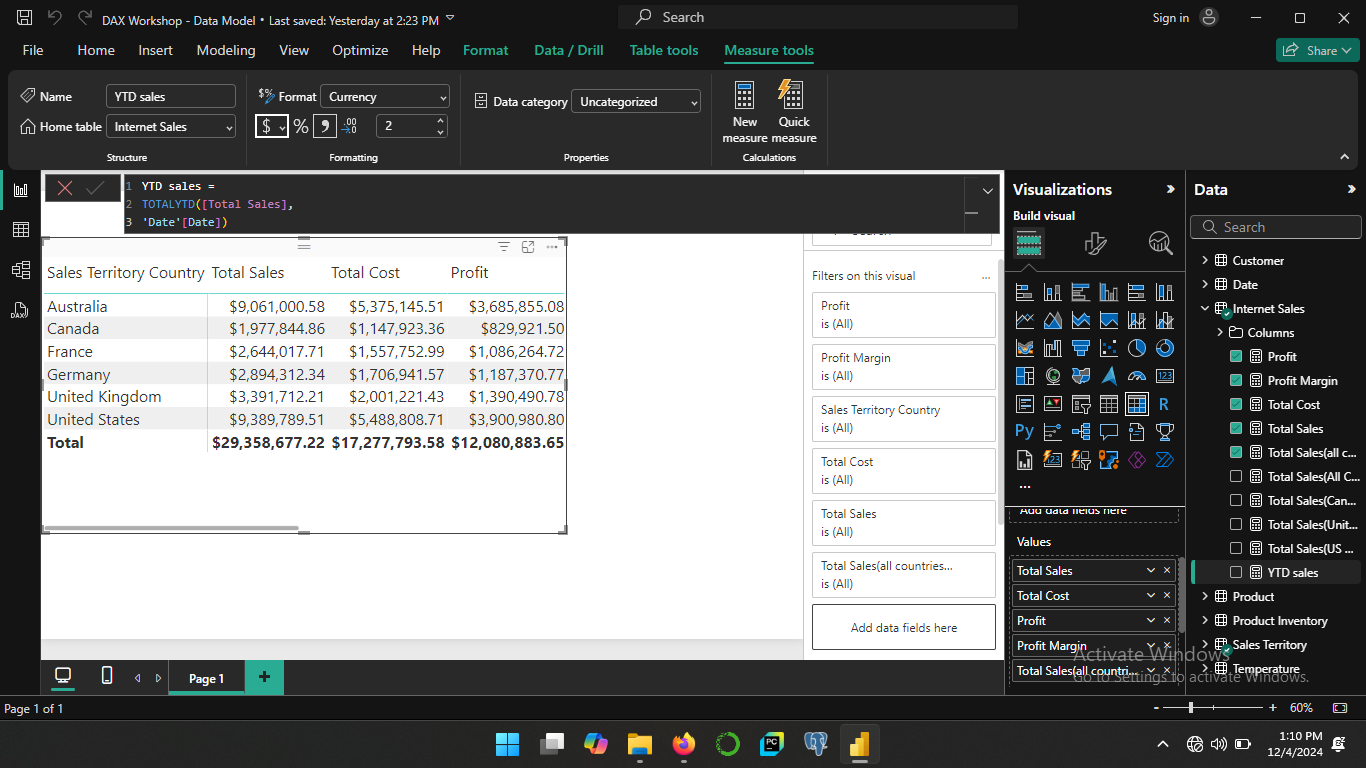 DAX Workshop - Data Model • Last saved: Yesterday at 2:23 PM
Search
Sign in
File Home Insert Modeling View Optimize Help Format Data / Drill Table tools Measure tools
Share
Name YTD sales
Home table Internet Sales
Structure
$% Format Currency
$ % 9 .00 2
Formatting
Data category Uncategorized
Properties
New measure
Quick measure
Calculations
1 YTD sales =
2 TOTALYTD([Total Sales],
3 'Date'[Date])
Sales Territory Country Total Sales Total Cost Profit
Australia $9,061,000.58 $5,375,145.51 $3,685,855.08
Canada $1,977,844.86 $1,147,923.36 $829,921.50
France $2,644,017.71 $1,557,752.99 $1,086,264.72
Germany $2,894,312.34 $1,706,941.57 $1,187,370.77
United Kingdom $3,391,712.21 $2,001,221.43 $1,390,490.78
United States $9,389,789.51 $5,488,808.71 $3,900,980.80
Total $29,358,677.22 $17,277,793.58 $12,080,883.65
Filters on this visual ...
Profit
is (All)
Profit Margin
is (All)
Sales Territory Country
is (All)
Total Cost
is (All)
Total Sales
is (All)
Total Sales(all countries...
is (All)
Add data fields here
Visualizations
Build visual
R
Py
123
...
Add data fields here
Values
Total Sales
Total Cost
Profit
Profit Margin
Total Sales(all countri...
Data
Search
Customer
Date
Internet Sales
Columns
Profit
Profit Margin
Total Cost
Total Sales
Total Sales(all c...
Total Sales(All C...
Total Sales(Can...
Total Sales(Unit...
Total Sales(US ...
YTD sales
Product
Product Inventory
Sales Territory
Temperature
Activate Windows
Go to Settings to activate Windows.
Page 1
+
Page 1 of 1
- + 60%
DAX
PC
1:10 PM
12/4/2024